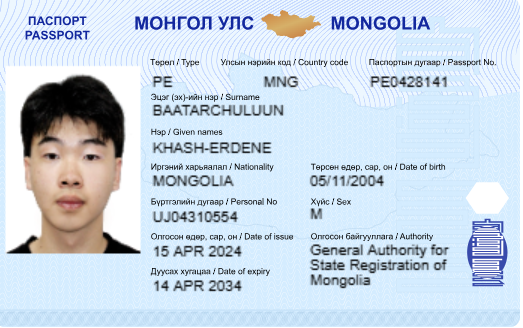 ПАСПОРТ
PASSPORT
МОНГОЛ УЛС MONGOLIA
Төрөл / Type Улсын нэрийн код / Country code Паспортын дугаар / Passport No.
PE MNG PE0428141
Эцэг (эх)-ийн нэр / Surname
BAATARCHULUUN
Нэр / Given names
KHASH-ERDENE
Иргэний харьяалал / Nationality Төрсөн өдөр, сар, он / Date of birth
MONGOLIA 05/11/2004
Бүртгэлийн дугаар / Personal No Хүйс / Sex
UJ04310554 M
Олгосон өдөр, сар, он / Date of issue Олгосон байгууллага / Authority
15 APR 2024 General Authority for
State Registration of
Mongolia
Дуусах хугацаа / Date of expiry
14 APR 2034